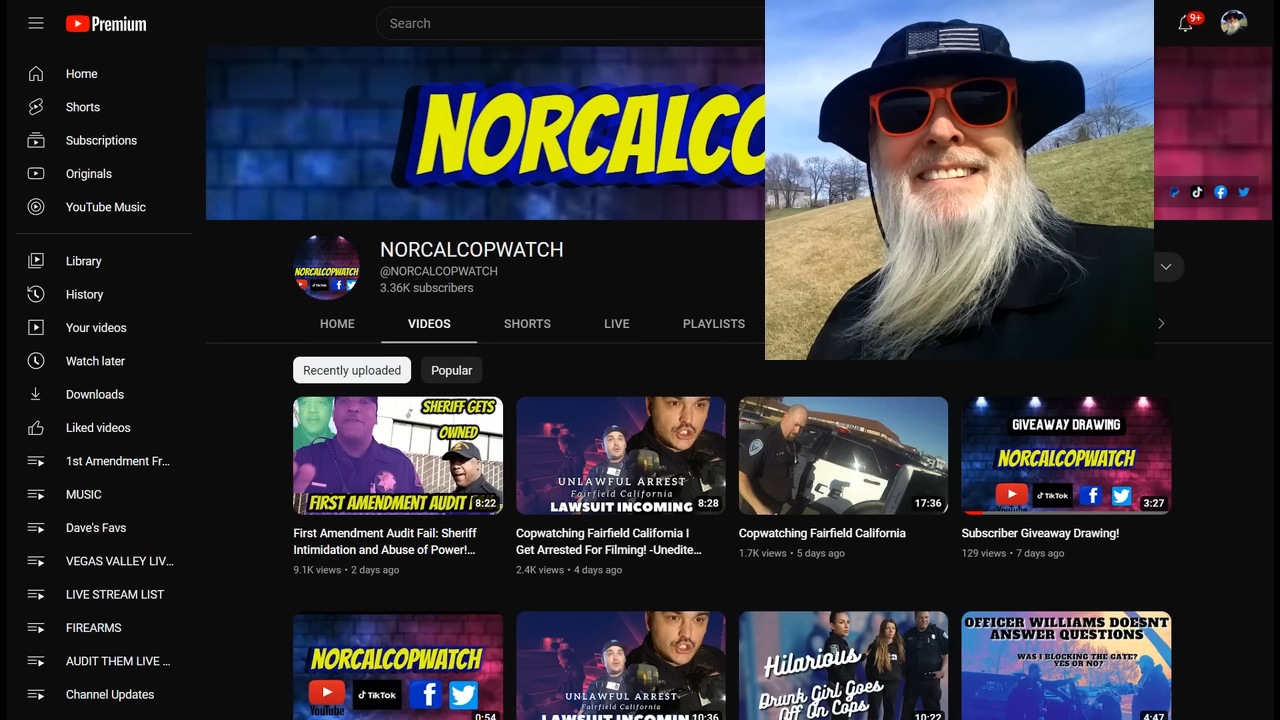 Premium
Search
9+
Home
Shorts
Subscriptions
Originals
YouTube Music
Library
History
Your videos
Watch later
Downloads
Liked videos
1st Amendment Fr...
MUSIC
Dave's Favs
VEGAS VALLEY LIV...
LIVE STREAM LIST
FIREARMS
AUDIT THEM LIVE ...
Channel Updates
NORCALCO
NORCALCOPWATCH
TikTok
NORCALCOPWATCH
@NORCALCOPWATCH
3.36K subscribers
HOME
VIDEOS
SHORTS
LIVE
PLAYLISTS
Recently uploaded
Popular
SHERIFF GETS
OWNED
FIRST AMENDMENT AUDIT
8:22
First Amendment Audit Fail: Sheriff
Intimidation and Abuse of Power!...
9.1K views • 2 days ago
UNLAWFUL ARREST
Fairfield California
LAWSUIT INCOMING
8:28
Copwatching Fairfield California I
Get Arrested For Filming! -Unedite...
2.4K views • 4 days ago
17:36
Copwatching Fairfield California
1.7K views • 5 days ago
GIVEAWAY DRAWING
NORCALCOPWATCH
YouTube
TikTok
3:27
Subscriber Giveaway Drawing!
129 views • 7 days ago
NORCALCOPWATCH
YouTube
TikTok
0:54
UNLAWFUL ARREST
Fairfield California
LAWSUIT INCOMIN
10:36
Hilarious
Drunk Girl Goes
Off On Cops
10:22
OFFICER WILLIAMS DOESNT
ANSWER QUESTIONS
WAS I BLOCKING THE GATE?
YES OR NO?
4:47